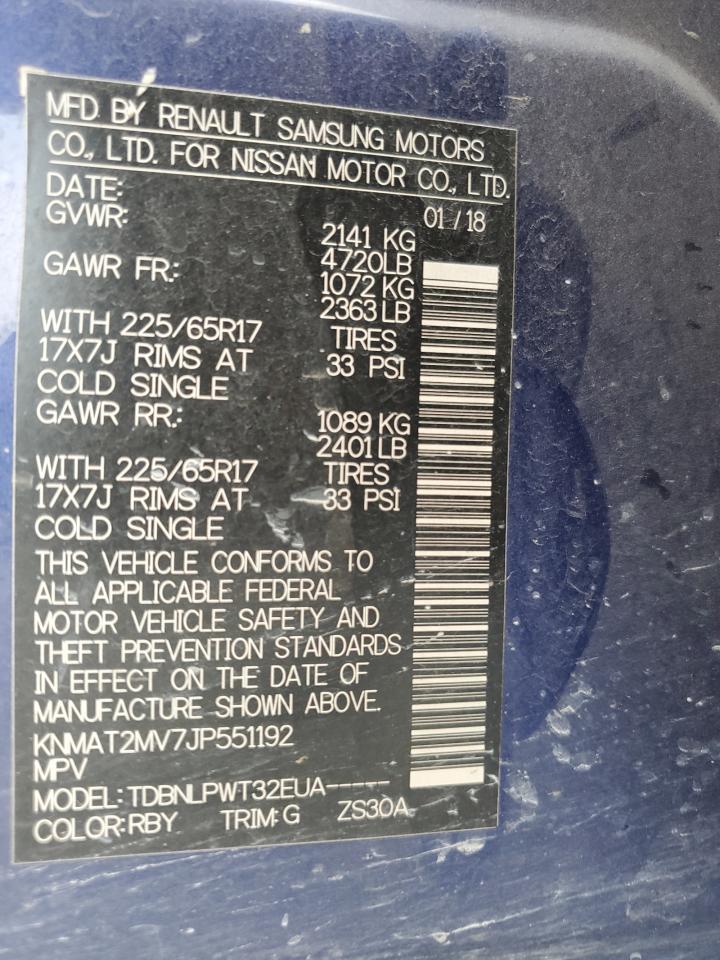 MFD BY RENAULT SAMSUNG MOTORS
CO., LTD. FOR NISSAN MOTOR CO., LTD.
DATE: 01 / 18
GVWR: 2141 KG
4720LB
GAWR FR.: 1072 KG
2363 LB
WITH 225/65R17 TIRES
17X7J RIMS AT 33 PSI
COLD SINGLE
GAWR RR.: 1089 KG
2401 LB
WITH 225/65R17 TIRES
17X7J RIMS AT 33 PSI
COLD SINGLE
THIS VEHICLE CONFORMS TO
ALL APPLICABLE FEDERAL
MOTOR VEHICLE SAFETY AND
THEFT PREVENTION STANDARDS
IN EFFECT ON THE DATE OF
MANUFACTURE SHOWN ABOVE.
KNMAT2MV7JP551192
MPV
MODEL: TDBNLPWT32EUA-----
COLOR:RBY TRIM: G ZS30A